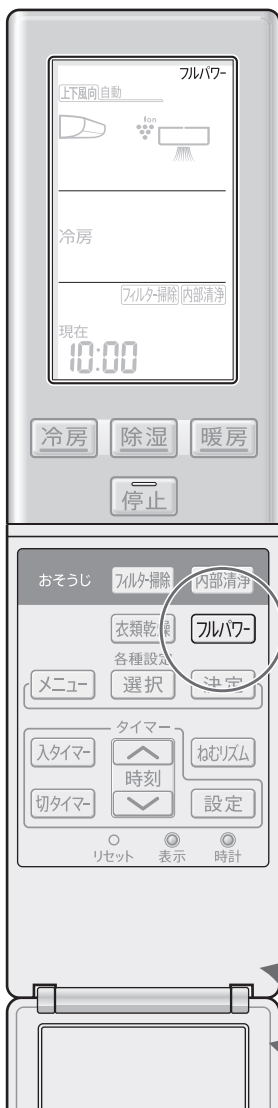 フルパワー
上下風向 自動
ion
冷房
フィルター掃除 内部清浄
現在
10:00
冷房 除湿 暖房
停止
おそうじ フィルター掃除 内部清浄
衣類乾燥 フルパワー
各種設定
メニュー 選択 決定
タイマー
入タイマー ねむリズム
時刻
切タイマー 設定
リセット 表示 時計